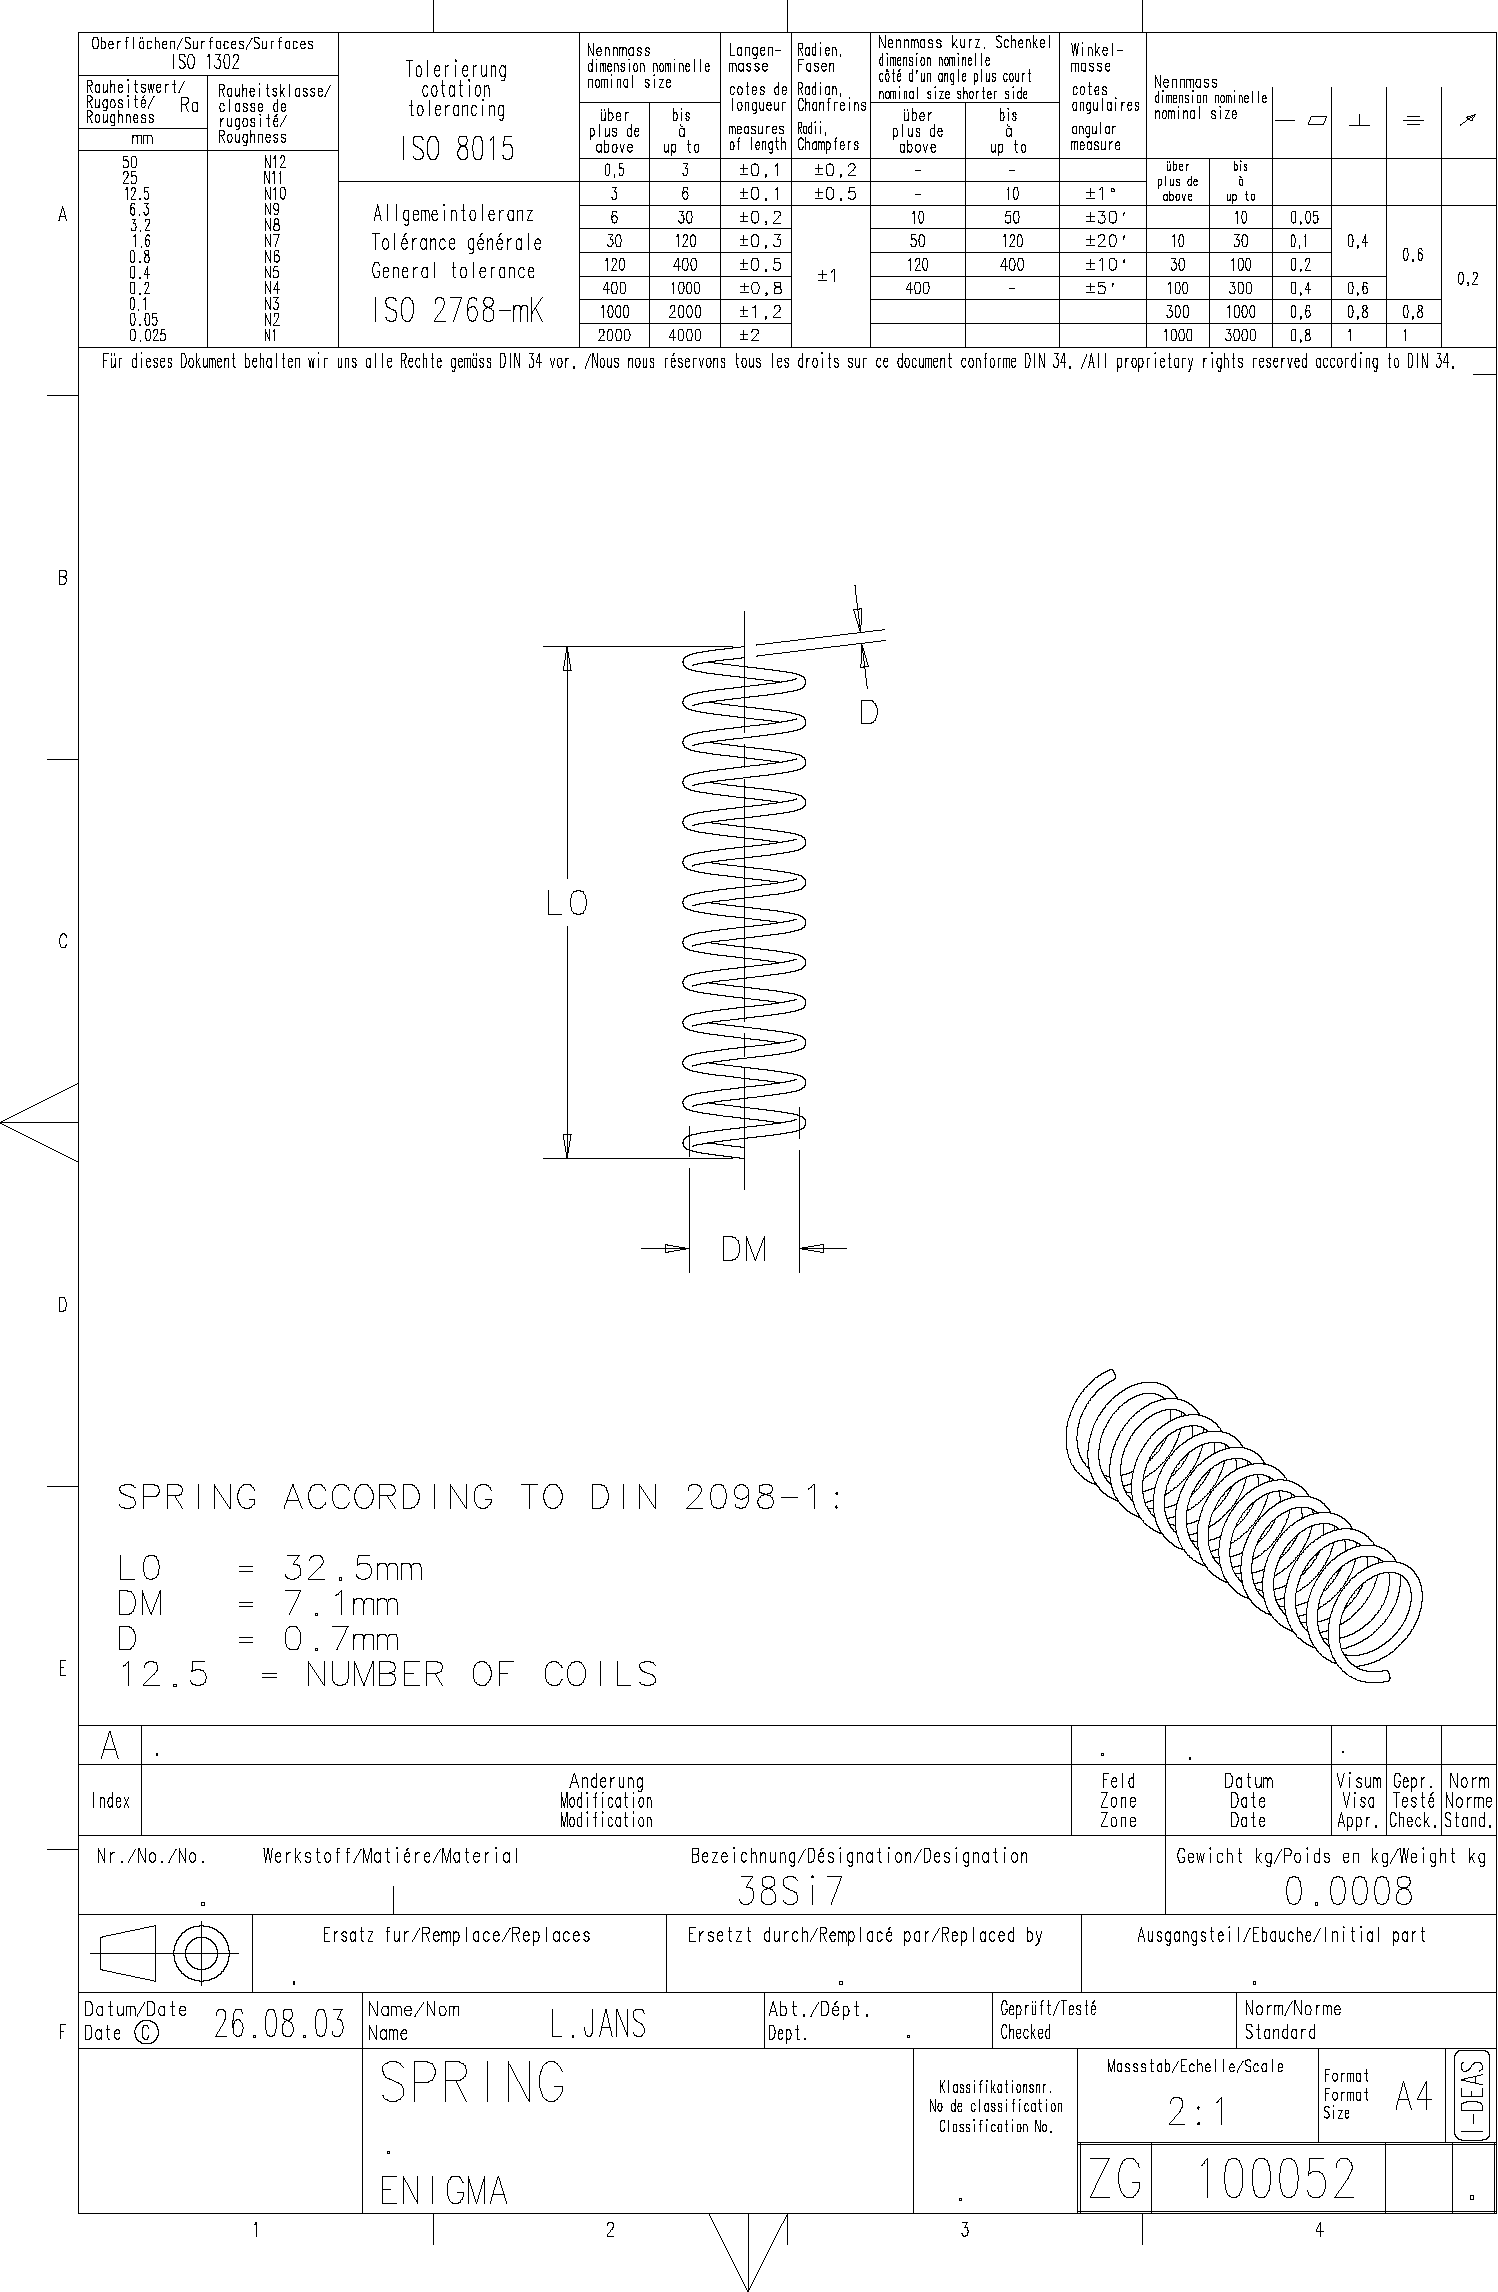 Oberflächen/Surfaces/Surfaces
ISO 1302
Rauheitswert/
Rugosité/ Ra
Roughness
mm
Rauheitsklasse/
classe de
rugosité/
Roughness
50 N12
25 N11
12.5 N10
6.3 N9
3.2 N8
1.6 N7
0.8 N6
0.4 N5
0.2 N4
0.1 N3
0.05 N2
0.025 N1
Tolerierung
cotation
tolerancing
ISO 8015
Allgemeintoleranz
Tolérance générale
General tolerance
ISO 2768-mK
Nennmass
dimension nominelle
nominal size
über
plus de
above
bis
à
up to
Langen-
masse
cotes de
longueur
measures
of length
Radien,
Fasen
Radian,
Chanfreins
Radii,
Champfers
Nennmass kurz. Schenkel
dimension nominelle
côté d'un angle plus court
nominal size shorter side
über
plus de
above
bis
à
up to
Winkel-
masse
cotes
angulaires
angular
measure
0,5 3 ±0,1 ±0,2 - -
3 6 ±0,1 ±0,5 - 10 ±1°
6 30 ±0,2 10 50 ±30'
30 120 ±0,3 50 120 ±20'
120 400 ±0,5 ±1 120 400 ±10'
400 1000 ±0,8 400 - ±5'
1000 2000 ±1,2
2000 4000 ±2
Nennmass
dimension nominelle
nominal size
über
plus de
above
bis
à
up to
10 0,05
10 30 0,1 0,4
30 100 0,2 0,6
100 300 0,4 0,6 0,2
300 1000 0,6 0,8 0,8
1000 3000 0,8 1 1
Für dieses Dokument behalten wir uns alle Rechte gemäss DIN 34 vor. /Nous nous réservons tous les droits sur ce document conforme DIN 34. /All proprietary rights reserved according to DIN 34.
A
B
C
D
E
F
D
L0
DM
SPRING ACCORDING TO DIN 2098-1:
L0 = 32.5mm
DM = 7.1mm
D = 0.7mm
12.5 = NUMBER OF COILS
A . . . .
Index
Anderung
Modification
Modification
Feld
Zone
Zone
Datum
Date
Date
Visum
Visa
Appr.
Gepr.
Testé
Check.
Norm
Norme
Stand.
Nr./No./No.
.
Werkstoff/Matiére/Material
Bezeichnung/Désignation/Designation
38Si7
Gewicht kg/Poids en kg/Weight kg
0.0008
Ersatz fur/Remplace/Replaces
.
Ersetzt durch/Remplacé par/Replaced by
.
Ausgangsteil/Ebauche/Initial part
.
Datum/Date
Date © 26.08.03
Name/Nom
Name L.JANS
Abt./Dépt.
Dept. .
Geprüft/Testé
Checked
Norm/Norme
Standard
SPRING
.
ENIGMA
Klassifikationsnr.
No de classification
Classification No.
.
Massstab/Echelle/Scale
2:1
Format
Format
Size
A4
I-DEAS
ZG 100052 .
1 2 3 4